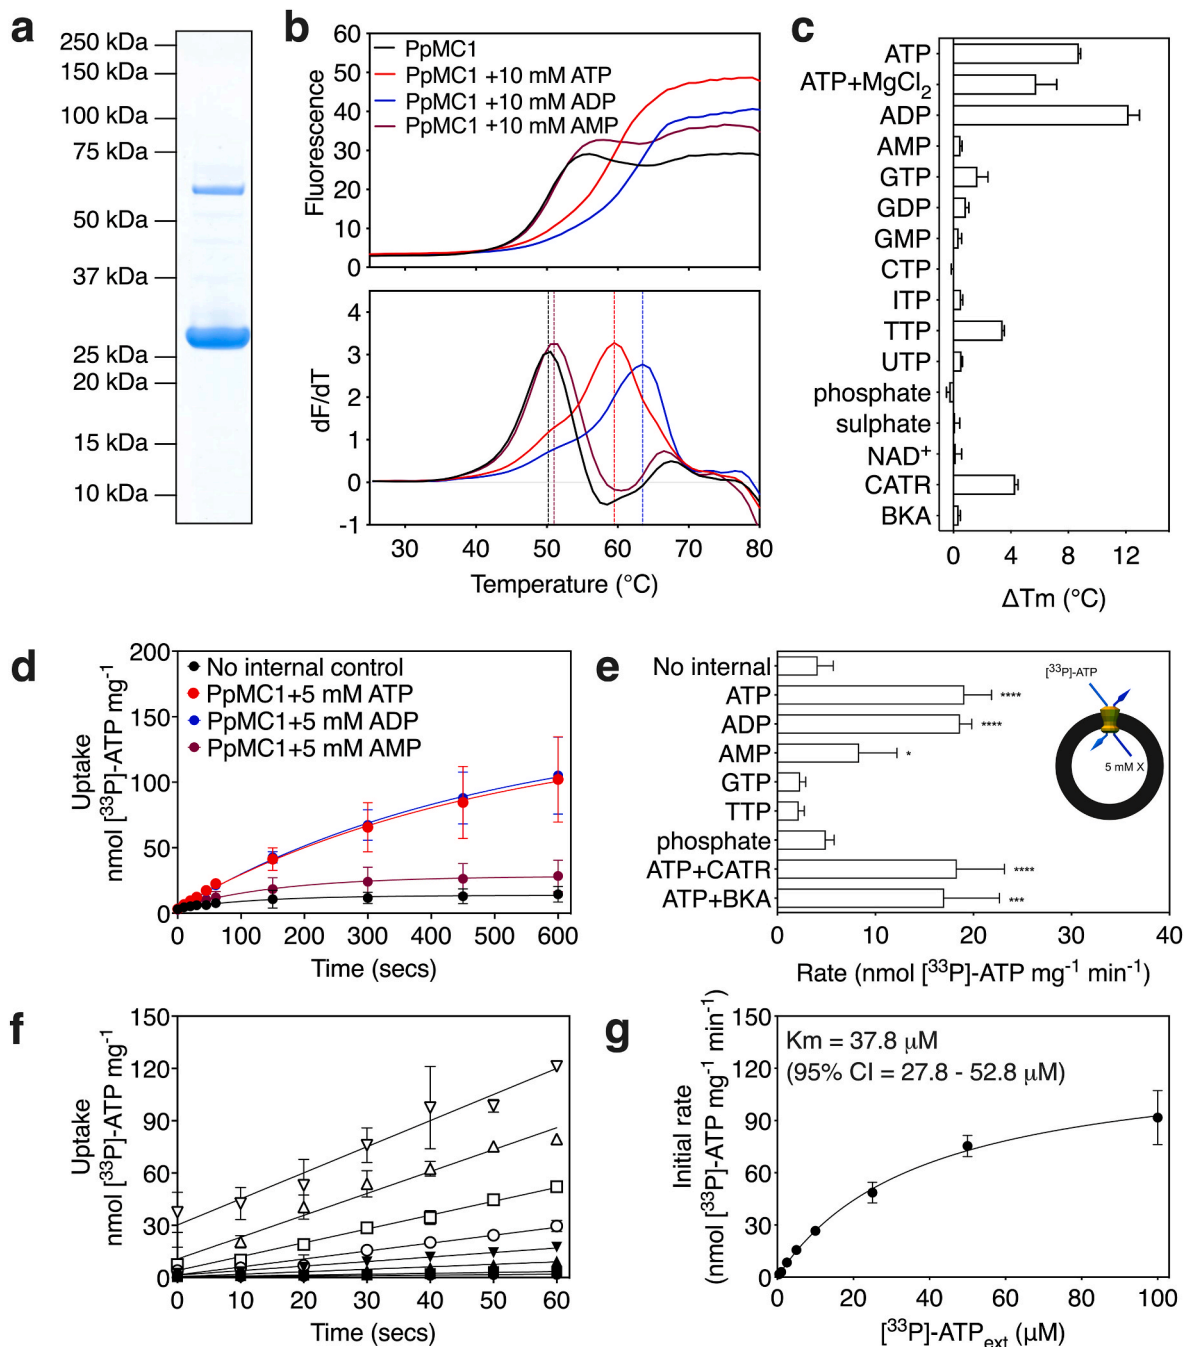 a
250 kDa
150 kDa
100 kDa
75 kDa
50 kDa
37 kDa
25 kDa
20 kDa
15 kDa
10 kDa
b
Fluorescence
60
50
40
30
20
10
0
PpMC1
PpMC1 +10 mM ATP
PpMC1 +10 mM ADP
PpMC1 +10 mM AMP
dF/dT
4
3
2
1
0
-1
30 40 50 60 70 80
Temperature (°C)
c
ATP
ATP+MgCl2
ADP
AMP
GTP
GDP
GMP
CTP
ITP
TTP
UTP
phosphate
sulphate
NAD+
CATR
BKA
0 4 8 12
ΔTm (°C)
d
Uptake
nmol [33P]-ATP mg-1
200
150
100
50
0
No internal control
PpMC1+5 mM ATP
PpMC1+5 mM ADP
PpMC1+5 mM AMP
0 100 200 300 400 500 600
Time (secs)
e
No internal
ATP
ADP
AMP
GTP
TTP
phosphate
ATP+CATR
ATP+BKA
****
****
*
****
***
[33P]-ATP
5 mM X
0 10 20 30 40
Rate (nmol [33P]-ATP mg-1 min-1)
f
Uptake
nmol [33P]-ATP mg-1
150
120
90
60
30
0
0 10 20 30 40 50 60
Time (secs)
g
Initial rate
(nmol [33P]-ATP mg-1 min-1)
150
120
90
60
30
0
Km = 37.8 μM
(95% CI = 27.8 - 52.8 μM)
0 20 40 60 80 100
[33P]-ATPext (μM)